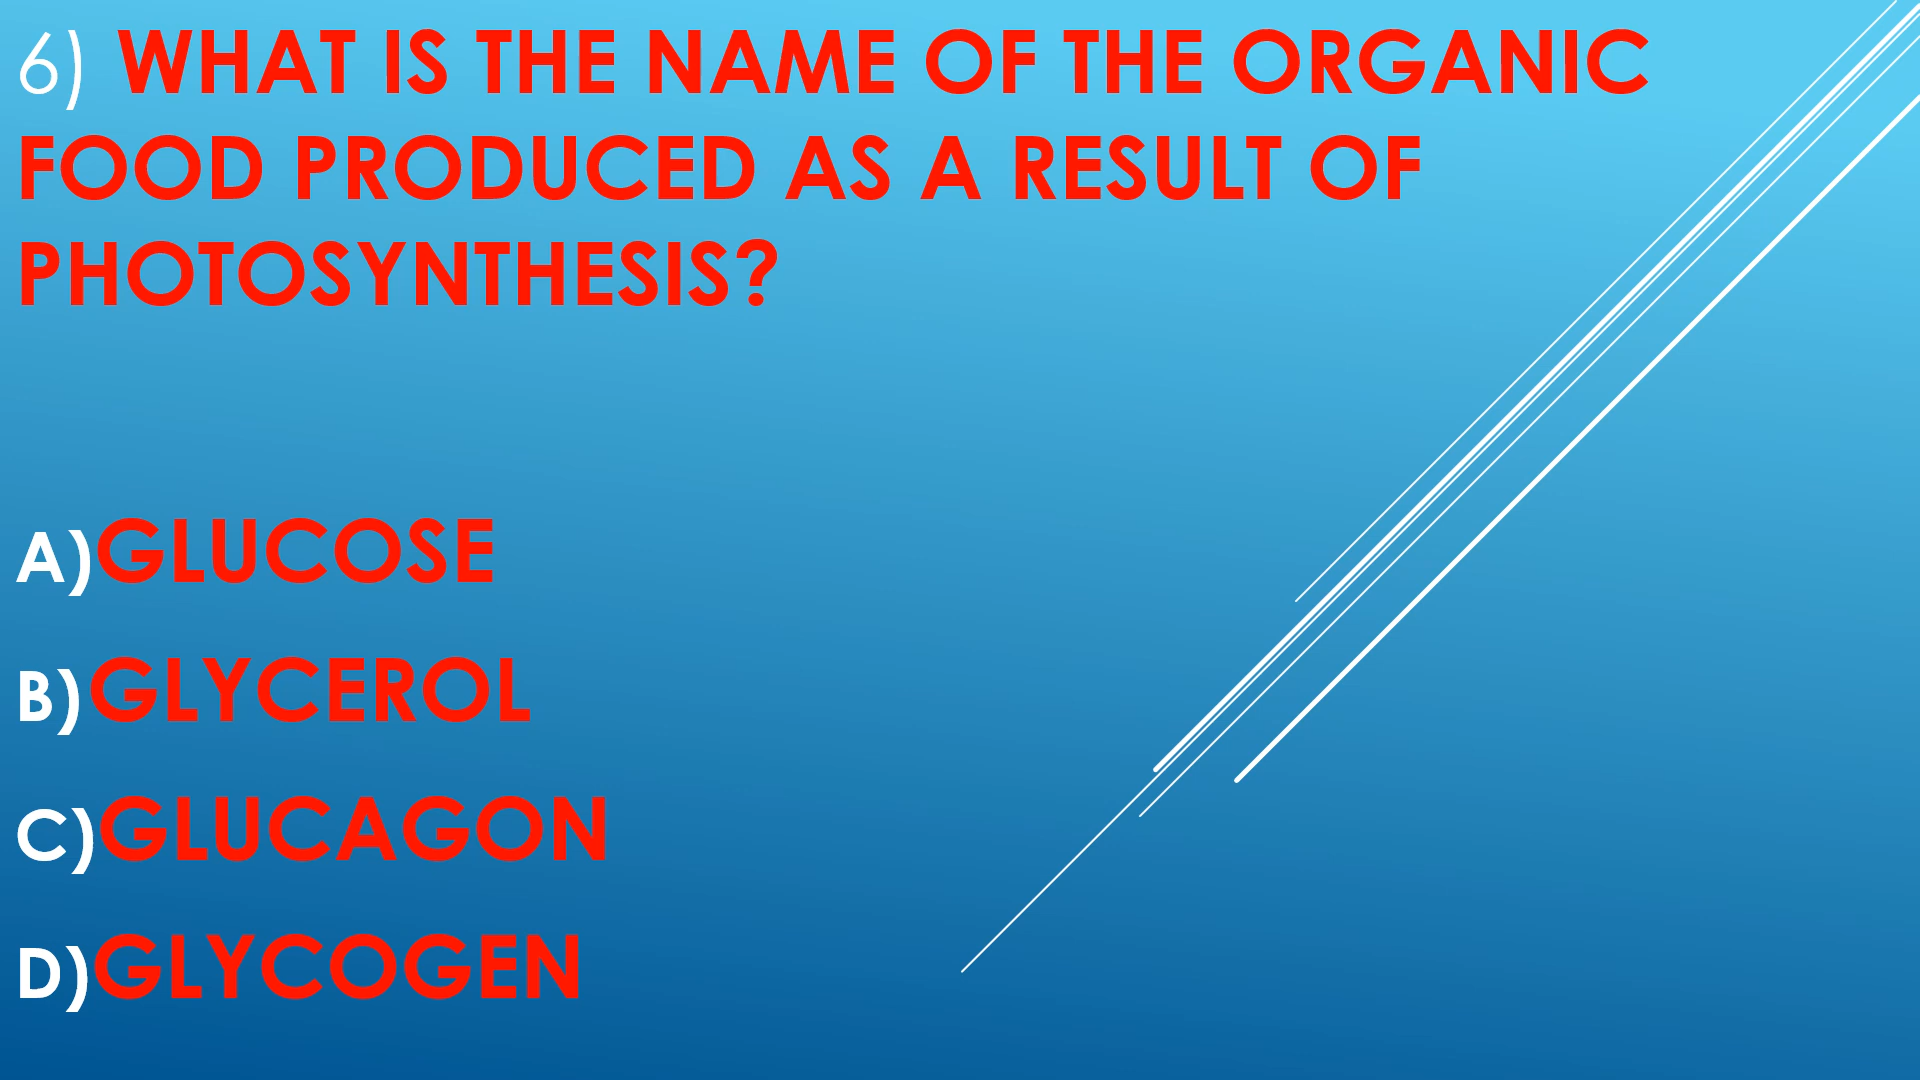 6) WHAT IS THE NAME OF THE ORGANIC
FOOD PRODUCED AS A RESULT OF
PHOTOSYNTHESIS?
A)GLUCOSE
B)GLYCEROL
C)GLUCAGON
D)GLYCOGEN